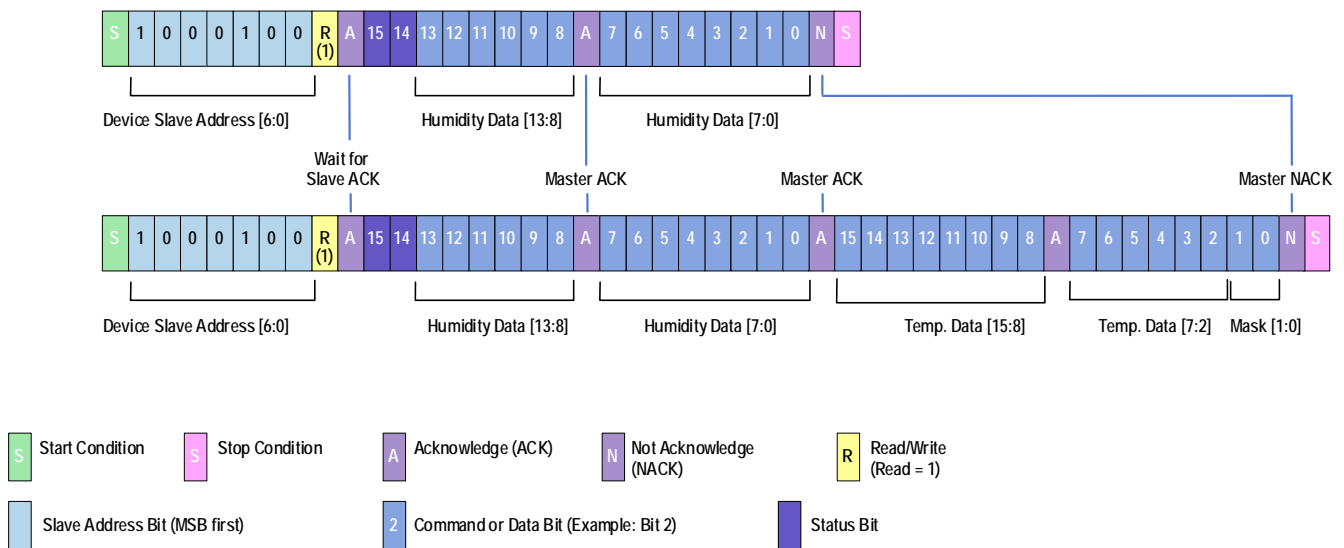 S 1 0 0 0 1 0 0 R (1) A 15 14 13 12 11 10 9 8 A 7 6 5 4 3 2 1 0 N S
Device Slave Address [6:0] Humidity Data [13:8] Humidity Data [7:0]
Wait for
Slave ACK Master ACK Master ACK Master NACK
S 1 0 0 0 1 0 0 R (1) A 15 14 13 12 11 10 9 8 A 7 6 5 4 3 2 1 0 A 15 14 13 12 11 10 9 8 A 7 6 5 4 3 2 1 0 N S
Device Slave Address [6:0] Humidity Data [13:8] Humidity Data [7:0] Temp. Data [15:8] Temp. Data [7:2] Mask [1:0]
S Start Condition S Stop Condition A Acknowledge (ACK) N Not Acknowledge
(NACK)
R Read/Write
(Read = 1)
Slave Address Bit (MSB first) 2 Command or Data Bit (Example: Bit 2) Status Bit